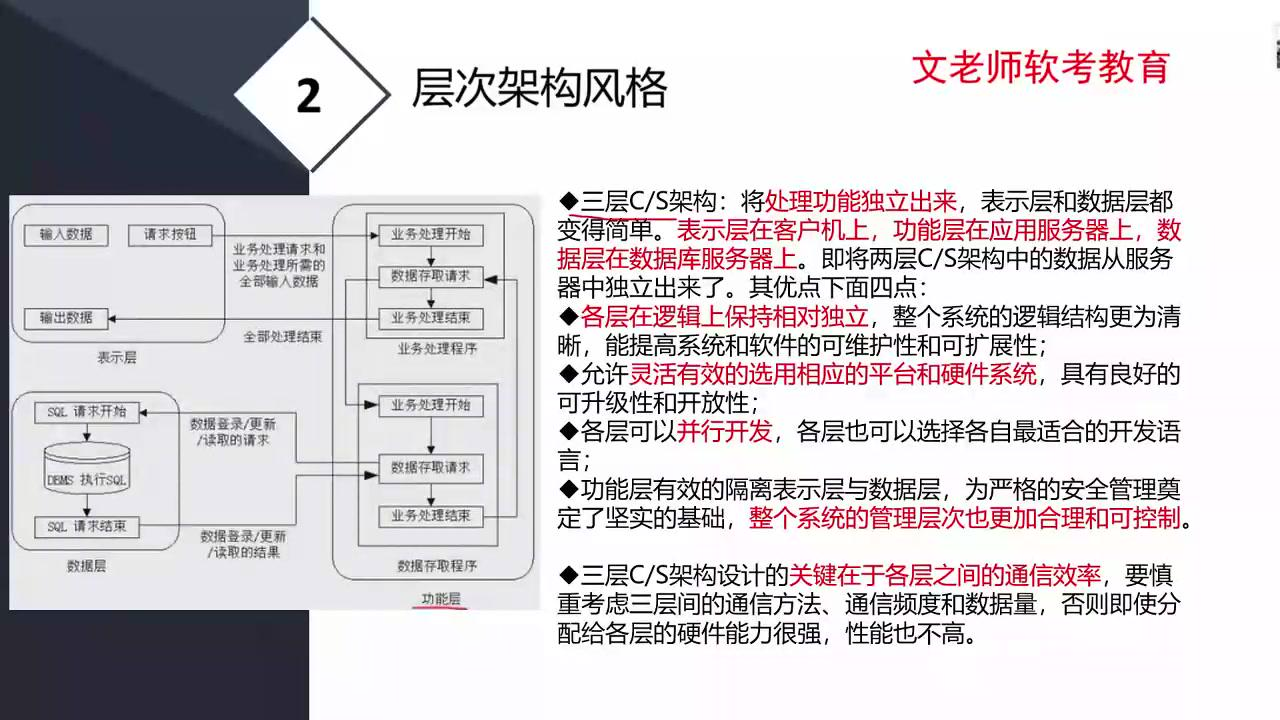 2
层次架构风格
文老师软考教育
输入数据
请求按钮
输出数据
表示层
业务处理请求和
业务处理所需的
全部输入数据
全部处理结束
业务处理开始
数据存取请求
业务处理结束
业务处理程序
SQL 请求开始
DBMS 执行SQL
SQL 请求结束
数据层
数据登录/更新
/读取的请求
数据登录/更新
/读取的结果
业务处理开始
数据存取请求
业务处理结束
数据存取程序
功能层
◆三层C/S架构：将处理功能独立出来，表示层和数据层都
变得简单。表示层在客户机上，功能层在应用服务器上，数
据层在数据库服务器上。即将两层C/S架构中的数据从服务
器中独立出来了。其优点下面四点：
◆各层在逻辑上保持相对独立，整个系统的逻辑结构更为清
晰，能提高系统和软件的可维护性和可扩展性；
◆允许灵活有效的选用相应的平台和硬件系统，具有良好的
可升级性和开放性；
◆各层可以并行开发，各层也可以选择各自最适合的开发语
言；
◆功能层有效的隔离表示层与数据层，为严格的安全管理奠
定了坚实的基础，整个系统的管理层次也更加合理和可控制。
◆三层C/S架构设计的关键在于各层之间的通信效率，要慎
重考虑三层间的通信方法、通信频度和数据量，否则即使分
配给各层的硬件能力很强，性能也不高。